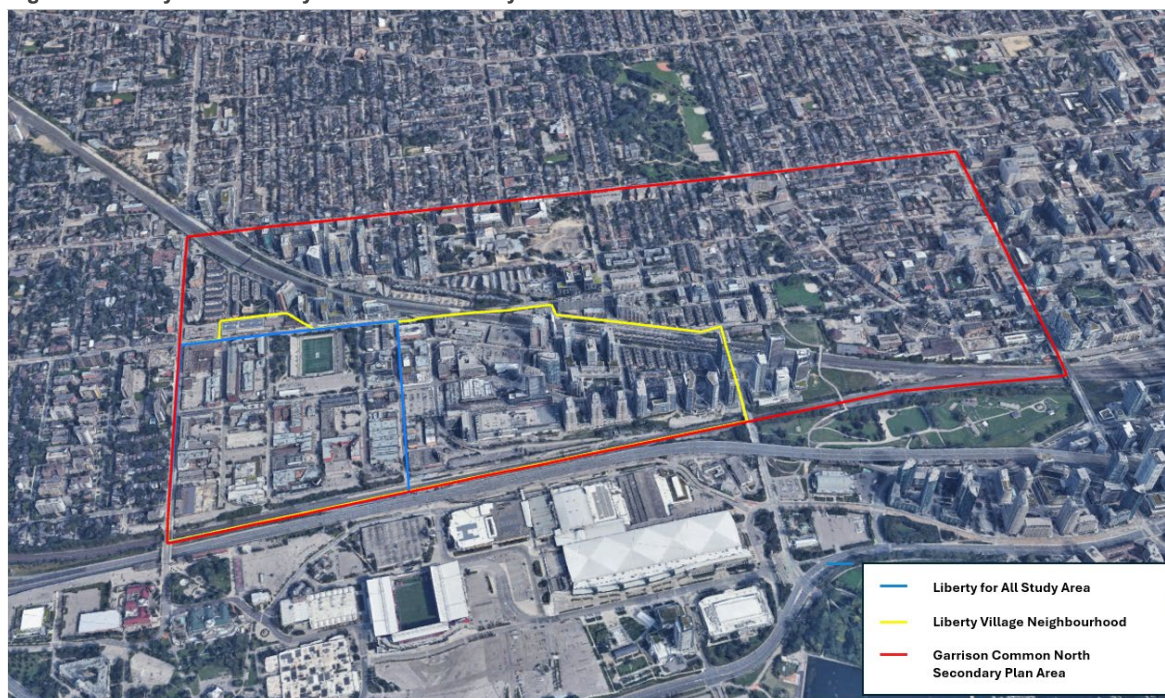 Liberty for All Study Area
Liberty Village Neighbourhood
Garrison Common North
Secondary Plan Area